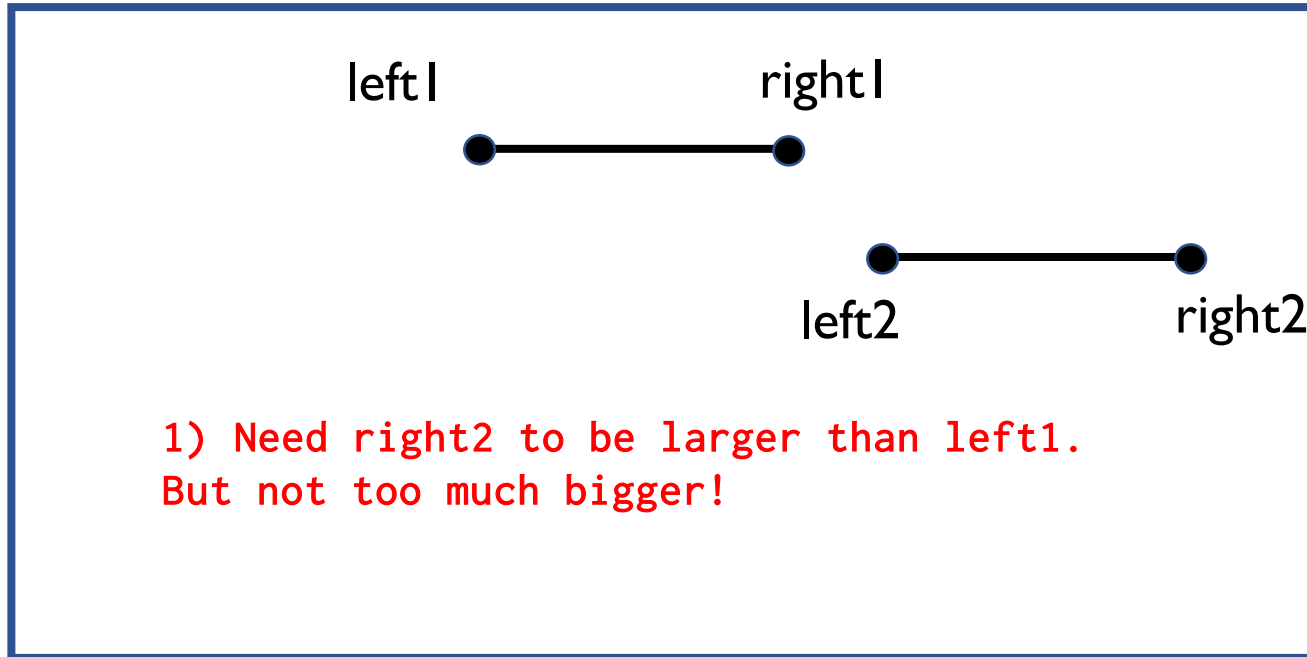 left1 right1
left2 right2
1) Need right2 to be larger than left1.
But not too much bigger!